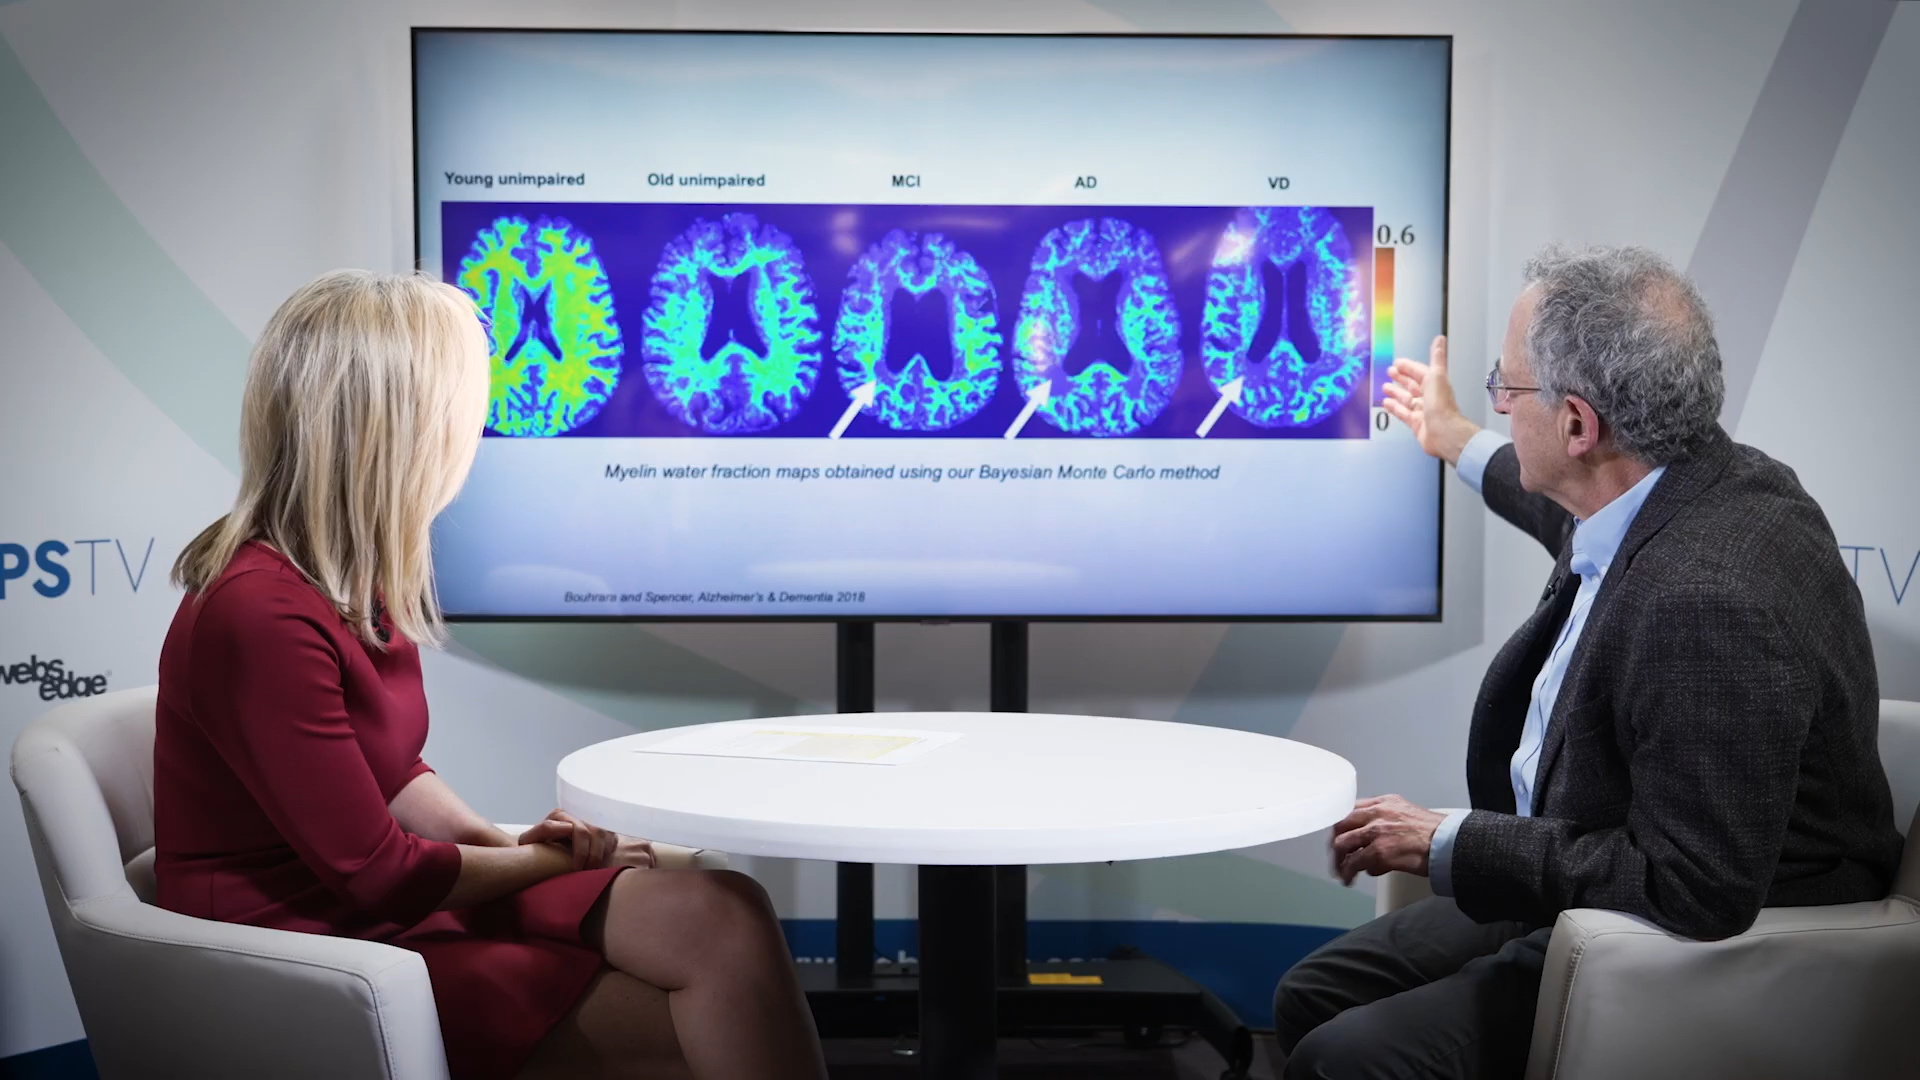 Young unimpaired
Old unimpaired
MCI
AD
VD
0.6
0
Myelin water fraction maps obtained using our Bayesian Monte Carlo method
Bouhrara and Spencer, Alzheimer's & Dementia 2018
PSTV
webs
edge
TV